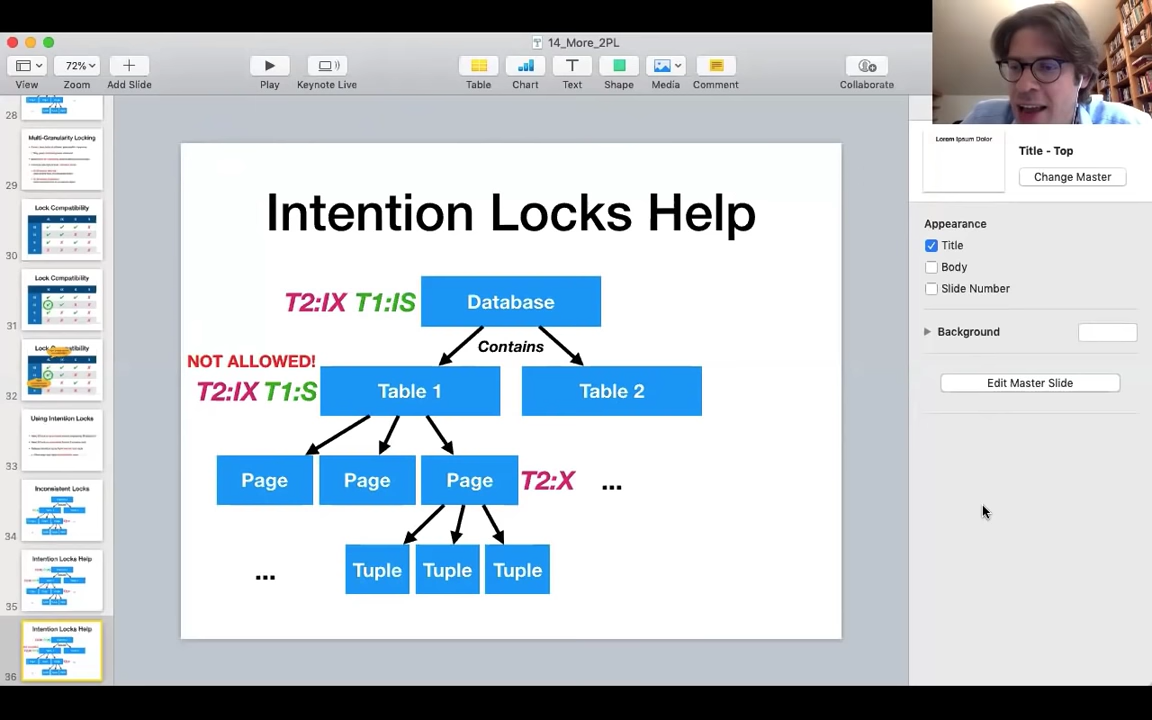 14_More_2PL
72%
View
Zoom
Add Slide
Play
Keynote Live
Table
Chart
Text
Shape
Media
Comment
Collaborate
28
Multi-Granularity Locking
29
Lock Compatibility
30
Lock Compatibility
31
32
Using Intention Locks
33
Inconsistent Locks
34
Intention Locks Help
35
Intention Locks Help
36
Intention Locks Help
T2:IX T1:IS
Database
Contains
NOT ALLOWED!
T2:IX T1:S
Table 1
Table 2
Page
Page
Page
T2:X
...
...
Tuple
Tuple
Tuple
Lorem Ipsum Dolor
Title - Top
Change Master
Appearance
Title
Body
Slide Number
Background
Edit Master Slide